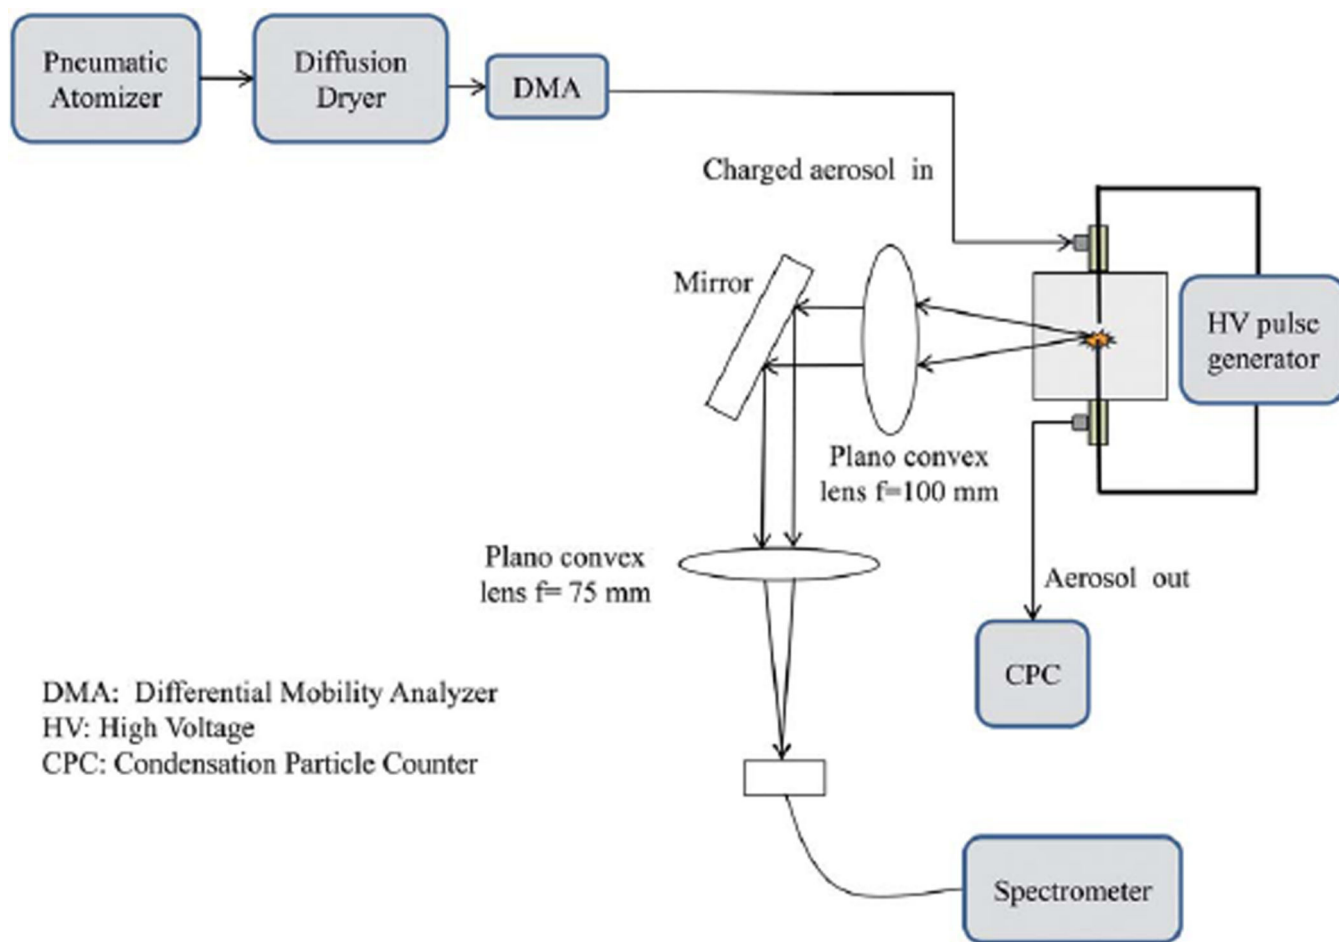 Pneumatic
Atomizer
Diffusion
Dryer
DMA
Charged aerosol in
Mirror
HV pulse
generator
Plano convex
lens f=100 mm
Plano convex
lens f= 75 mm
Aerosol out
CPC
DMA: Differential Mobility Analyzer
HV: High Voltage
CPC: Condensation Particle Counter
Spectrometer